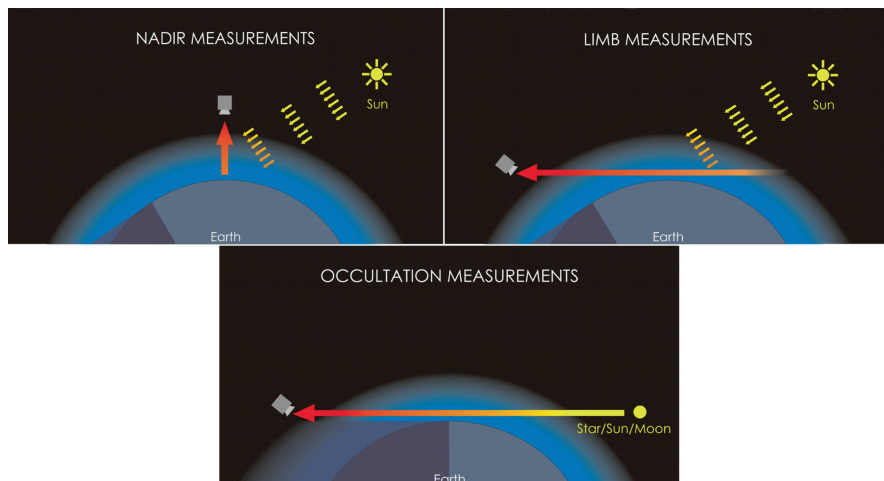 NADIR MEASUREMENTS
Sun
Earth
LIMB MEASUREMENTS
Sun
Earth
OCCULTATION MEASUREMENTS
Star/Sun/Moon
Earth